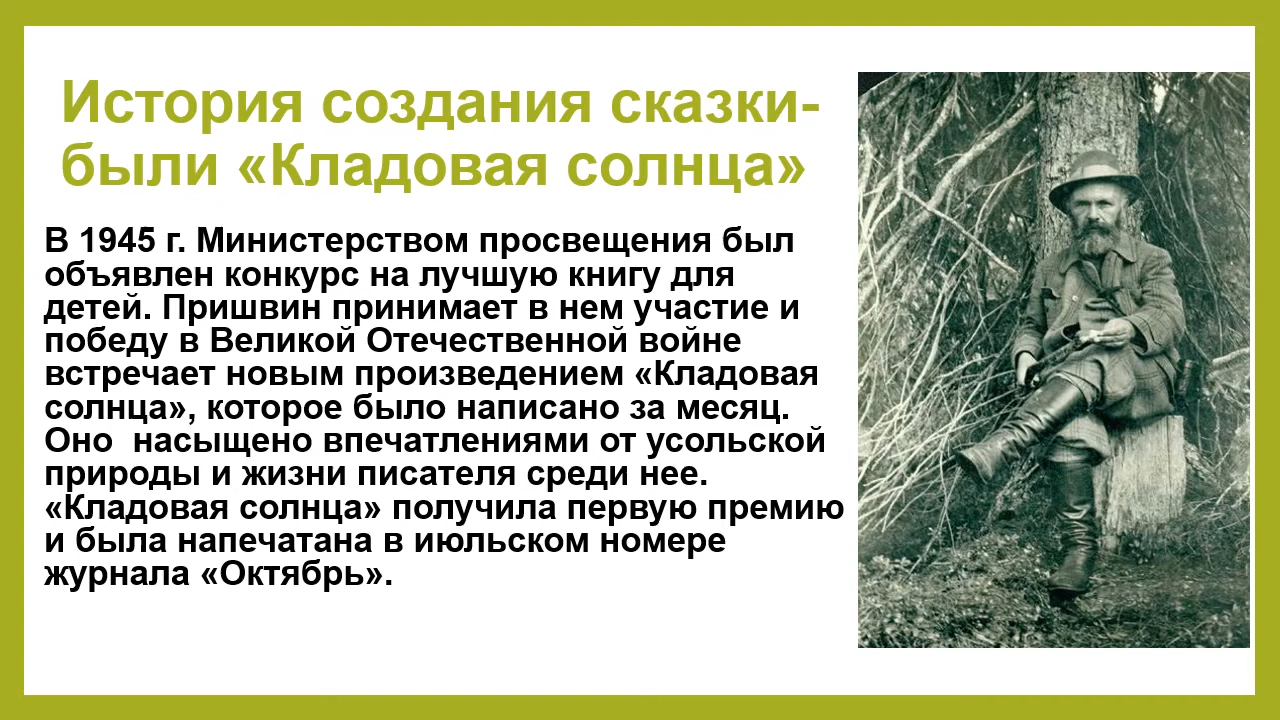 История создания сказки-
были «Кладовая солнца»
В 1945 г. Министерством просвещения был
объявлен конкурс на лучшую книгу для
детей. Пришвин принимает в нем участие и
победу в Великой Отечественной войне
встречает новым произведением «Кладовая
солнца», которое было написано за месяц.
Оно  насыщено впечатлениями от усольской
природы и жизни писателя среди нее.
«Кладовая солнца» получила первую премию
и была напечатана в июльском номере
журнала «Октябрь».